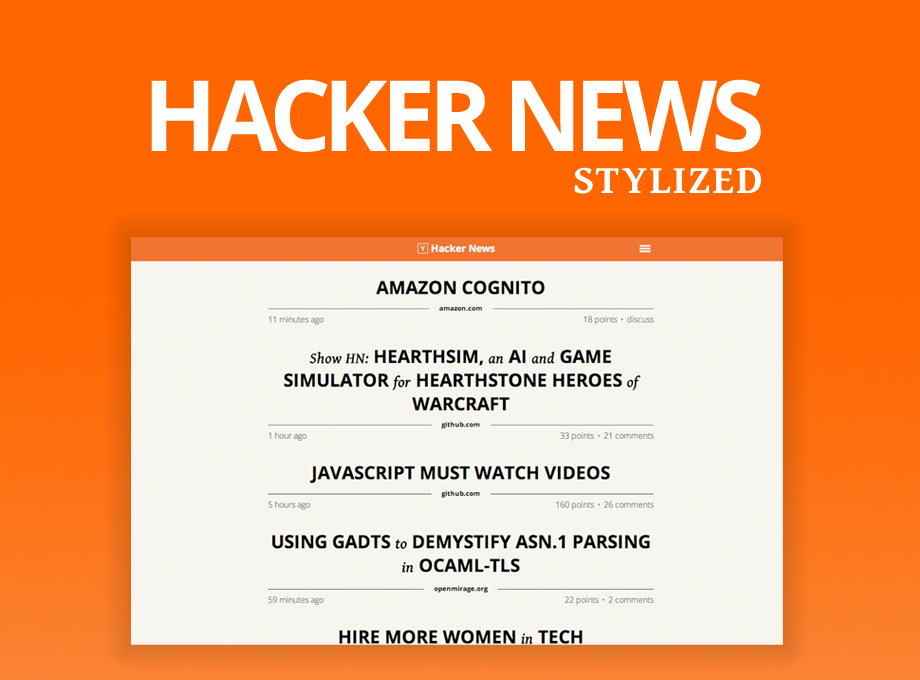 HACKER NEWS
STYLIZED
Y Hacker News
AMAZON COGNITO
amazon.com
11 minutes ago 18 points • discuss
Show HN: HEARTHSIM, an AI and GAME
SIMULATOR for HEARTHSTONE HEROES of
WARCRAFT
github.com
1 hour ago 33 points • 21 comments
JAVASCRIPT MUST WATCH VIDEOS
github.com
5 hours ago 160 points • 26 comments
USING GADTS to DEMYSTIFY ASN.1 PARSING
in OCAML-TLS
openmirage.org
59 minutes ago 22 points • 2 comments
HIRE MORE WOMEN in TECH